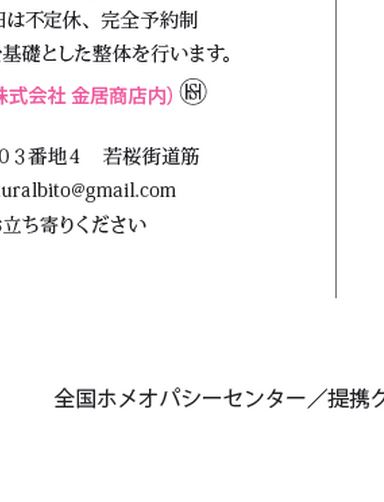 日は不定休、完全予約制
を基礎とした整体を行います。
株式会社 金居商店内）
０３番地４　若桜街道筋
uralbito@gmail.com
お立ち寄りください
全国ホメオパシーセンター／提携ク